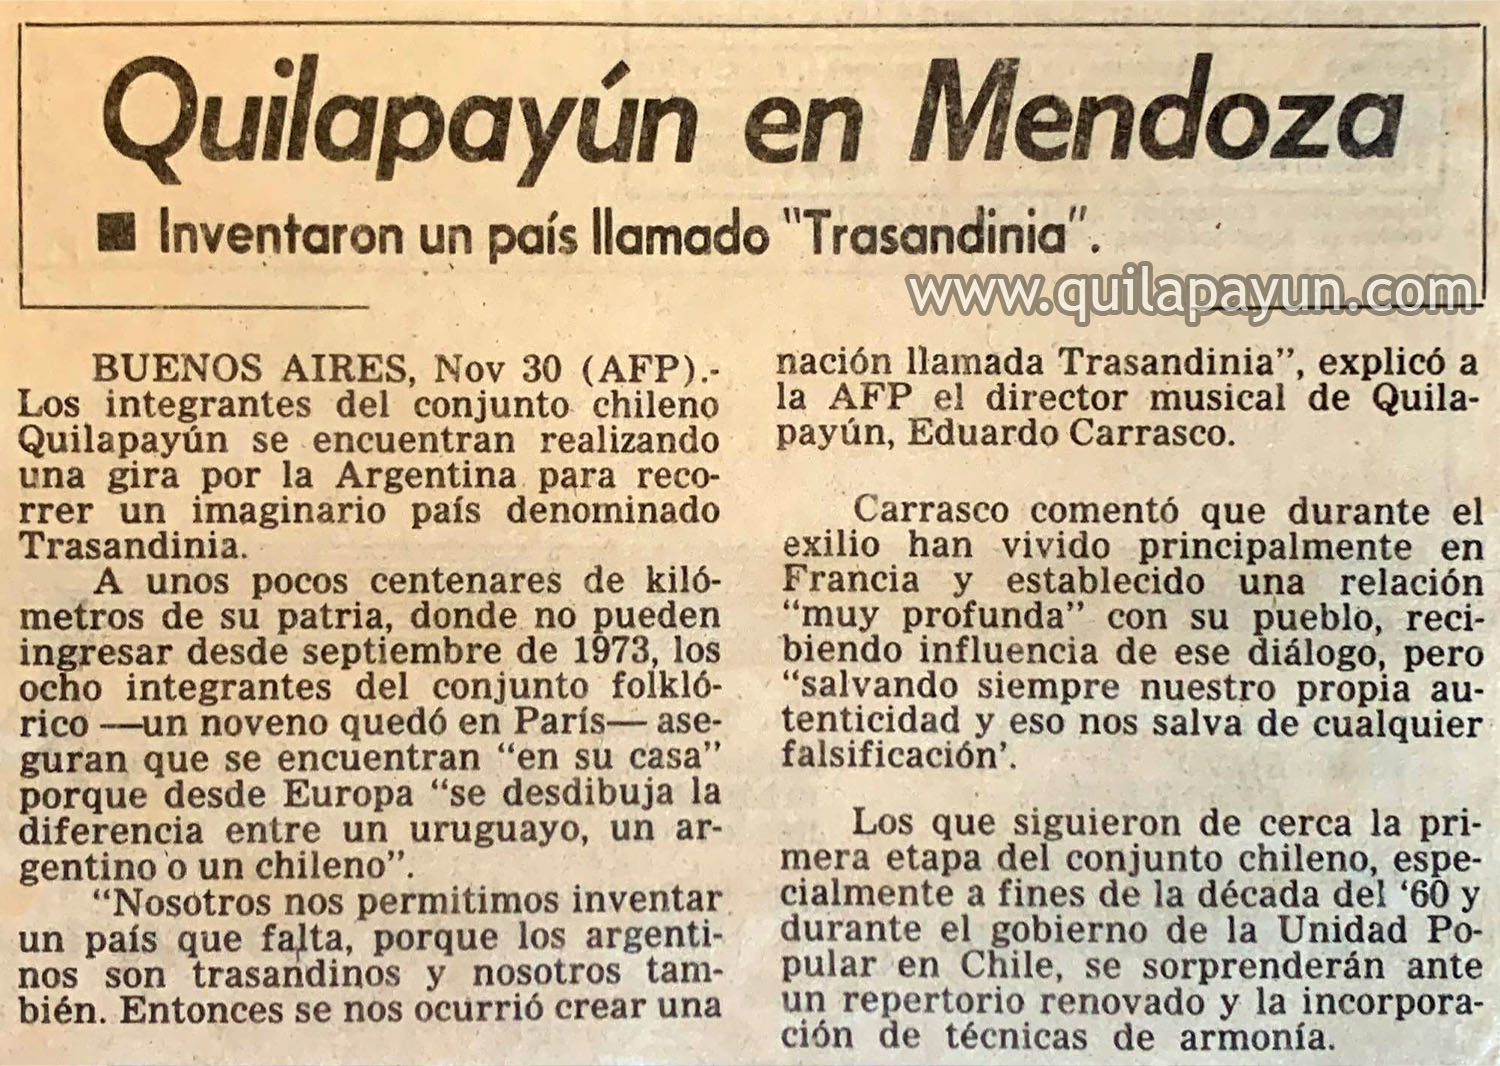 Quilapayún en Mendoza
■ Inventaron un país llamado "Trasandinia".
www.quilapayun.com
BUENOS AIRES, Nov 30 (AFP).-
Los integrantes del conjunto chileno
Quilapayún se encuentran realizando
una gira por la Argentina para reco-
rrer un imaginario país denominado
Trasandinia.
A unos pocos centenares de kiló-
metros de su patria, donde no pueden
ingresar desde septiembre de 1973, los
ocho integrantes del conjunto folkló-
rico —un noveno quedó en París— ase-
guran que se encuentran "en su casa"
porque desde Europa "se desdibuja la
diferencia entre un uruguayo, un ar-
gentino o un chileno".
"Nosotros nos permitimos inventar
un país que falta, porque los argenti-
nos son trasandinos y nosotros tam-
bién. Entonces se nos ocurrió crear una
nación llamada Trasandinia", explicó a
la AFP el director musical de Quila-
payún, Eduardo Carrasco.
Carrasco comentó que durante el
exilio han vivido principalmente en
Francia y establecido una relación
"muy profunda" con su pueblo, reci-
biendo influencia de ese diálogo, pero
"salvando siempre nuestro propia au-
tenticidad y eso nos salva de cualquier
falsificación'.
Los que siguieron de cerca la pri-
mera etapa del conjunto chileno, espe-
cialmente a fines de la década del '60 y
durante el gobierno de la Unidad Po-
pular en Chile, se sorprenderán ante
un repertorio renovado y la incorpora-
ción de técnicas de armonía.